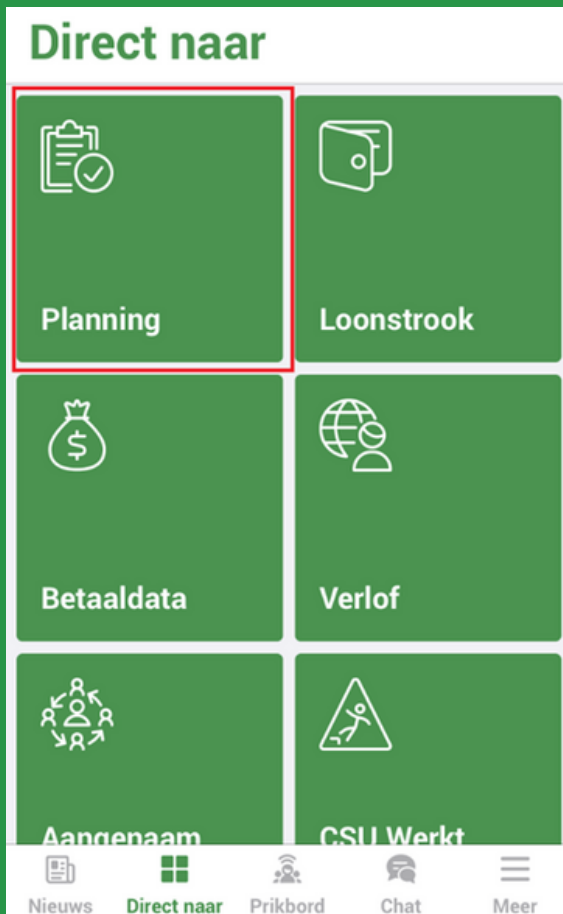 Direct naar
Planning
Loonstrook
Betaaldata
Verlof
Aangenaam
CSU Werkt
Nieuws
Direct naar
Prikbord
Chat
Meer